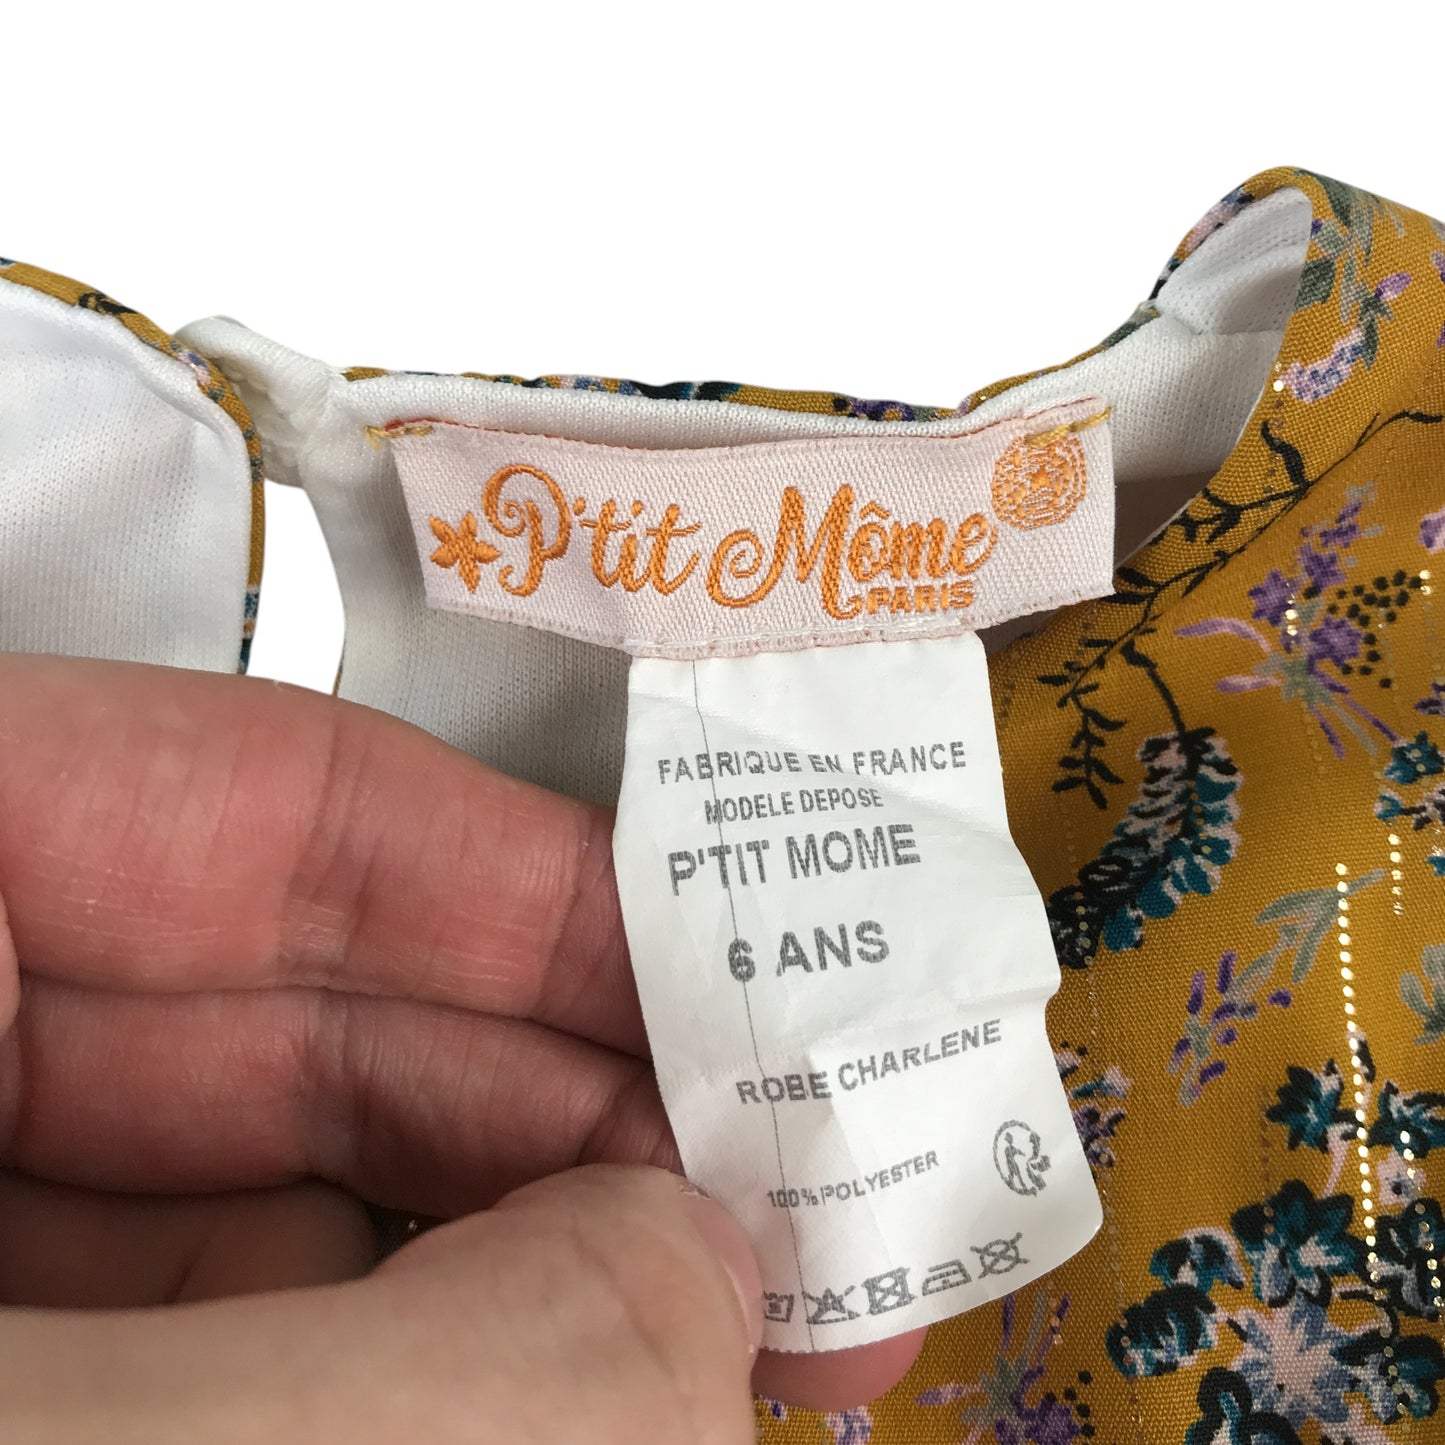 P'tit Môme
PARIS
FABRIQUE EN FRANCE
MODELE DEPOSE
P'TIT MOME
6 ANS
ROBE CHARLENE
100% POLYESTER